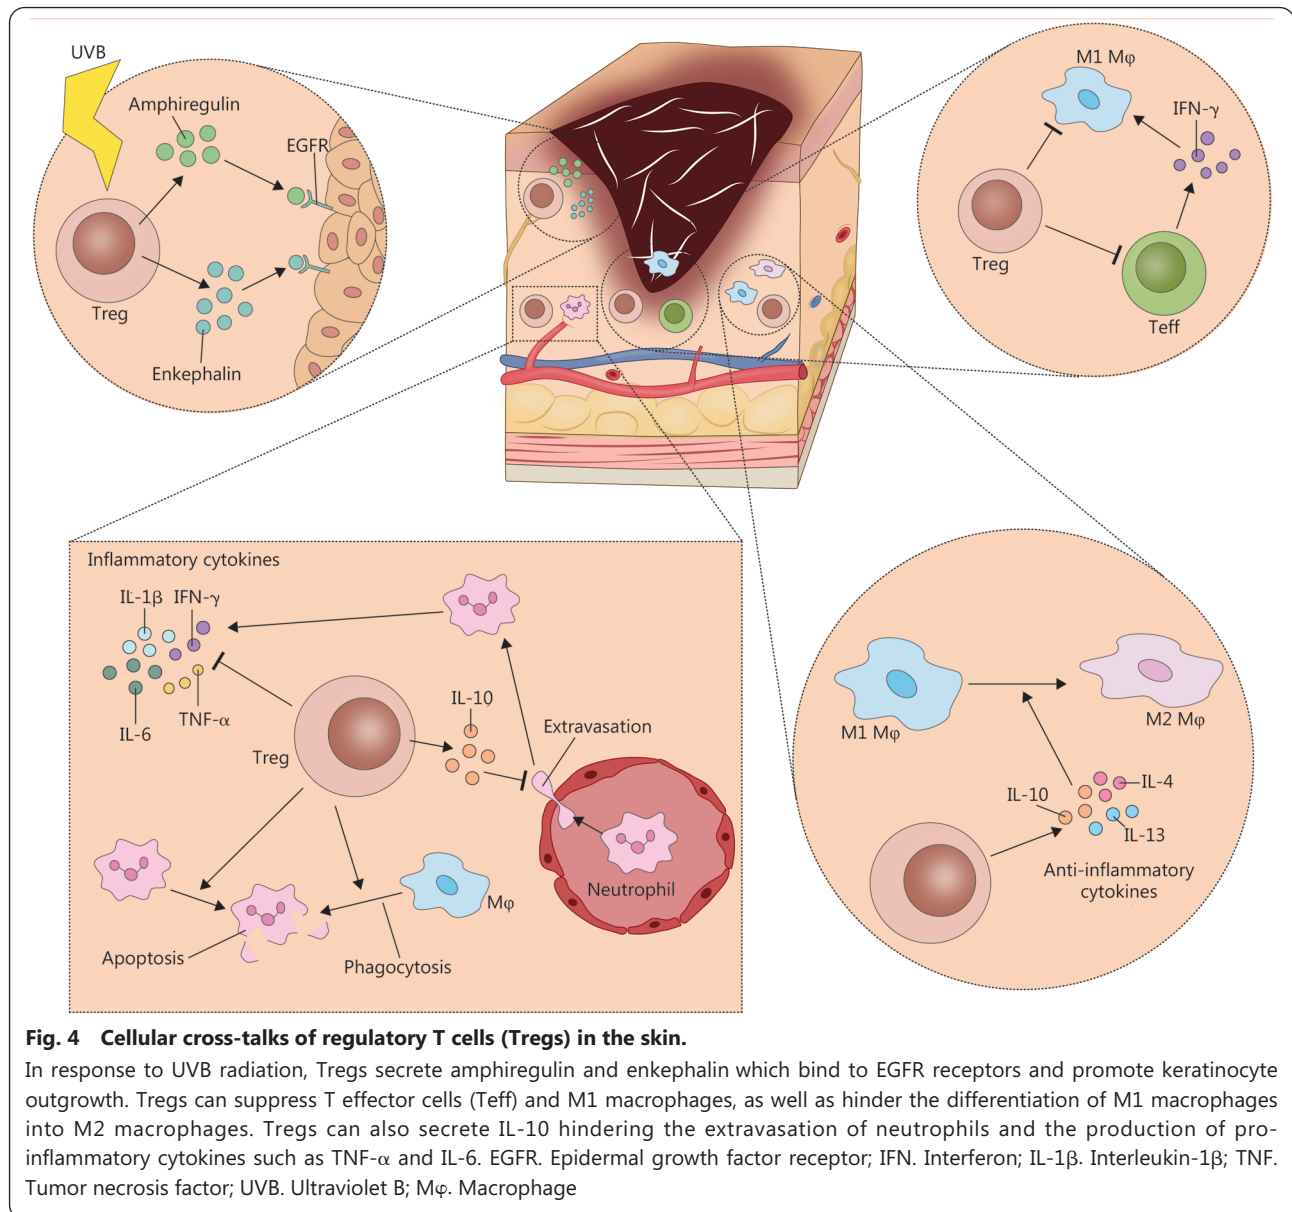 UVB
Amphiregulin
EGFR
Treg
Enkephalin
M1 Mφ
IFN-γ
Treg
Teff
Inflammatory cytokines
IL-1β IFN-γ
IL-6
TNF-α
Treg
IL-10
Extravasation
Neutrophil
Mφ
Apoptosis
Phagocytosis
M1 Mφ
M2 Mφ
IL-10
IL-4
IL-13
Anti-inflammatory
cytokines
Fig. 4 Cellular cross-talks of regulatory T cells (Tregs) in the skin.
In response to UVB radiation, Tregs secrete amphiregulin and enkephalin which bind to EGFR receptors and promote keratinocyte
outgrowth. Tregs can suppress T effector cells (Teff) and M1 macrophages, as well as hinder the differentiation of M1 macrophages
into M2 macrophages. Tregs can also secrete IL-10 hindering the extravasation of neutrophils and the production of pro-
inflammatory cytokines such as TNF-α and IL-6. EGFR. Epidermal growth factor receptor; IFN. Interferon; IL-1β. Interleukin-1β; TNF.
Tumor necrosis factor; UVB. Ultraviolet B; Mφ. Macrophage